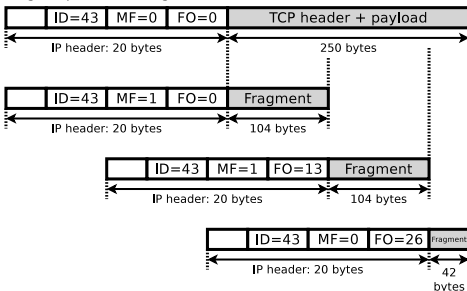 ID=43 MF=0 FO=0 TCP header + payload
IP header: 20 bytes 250 bytes
ID=43 MF=1 FO=0 Fragment
IP header: 20 bytes 104 bytes
ID=43 MF=1 FO=13 Fragment
IP header: 20 bytes 104 bytes
ID=43 MF=0 FO=26 Fragment
IP header: 20 bytes 42
bytes